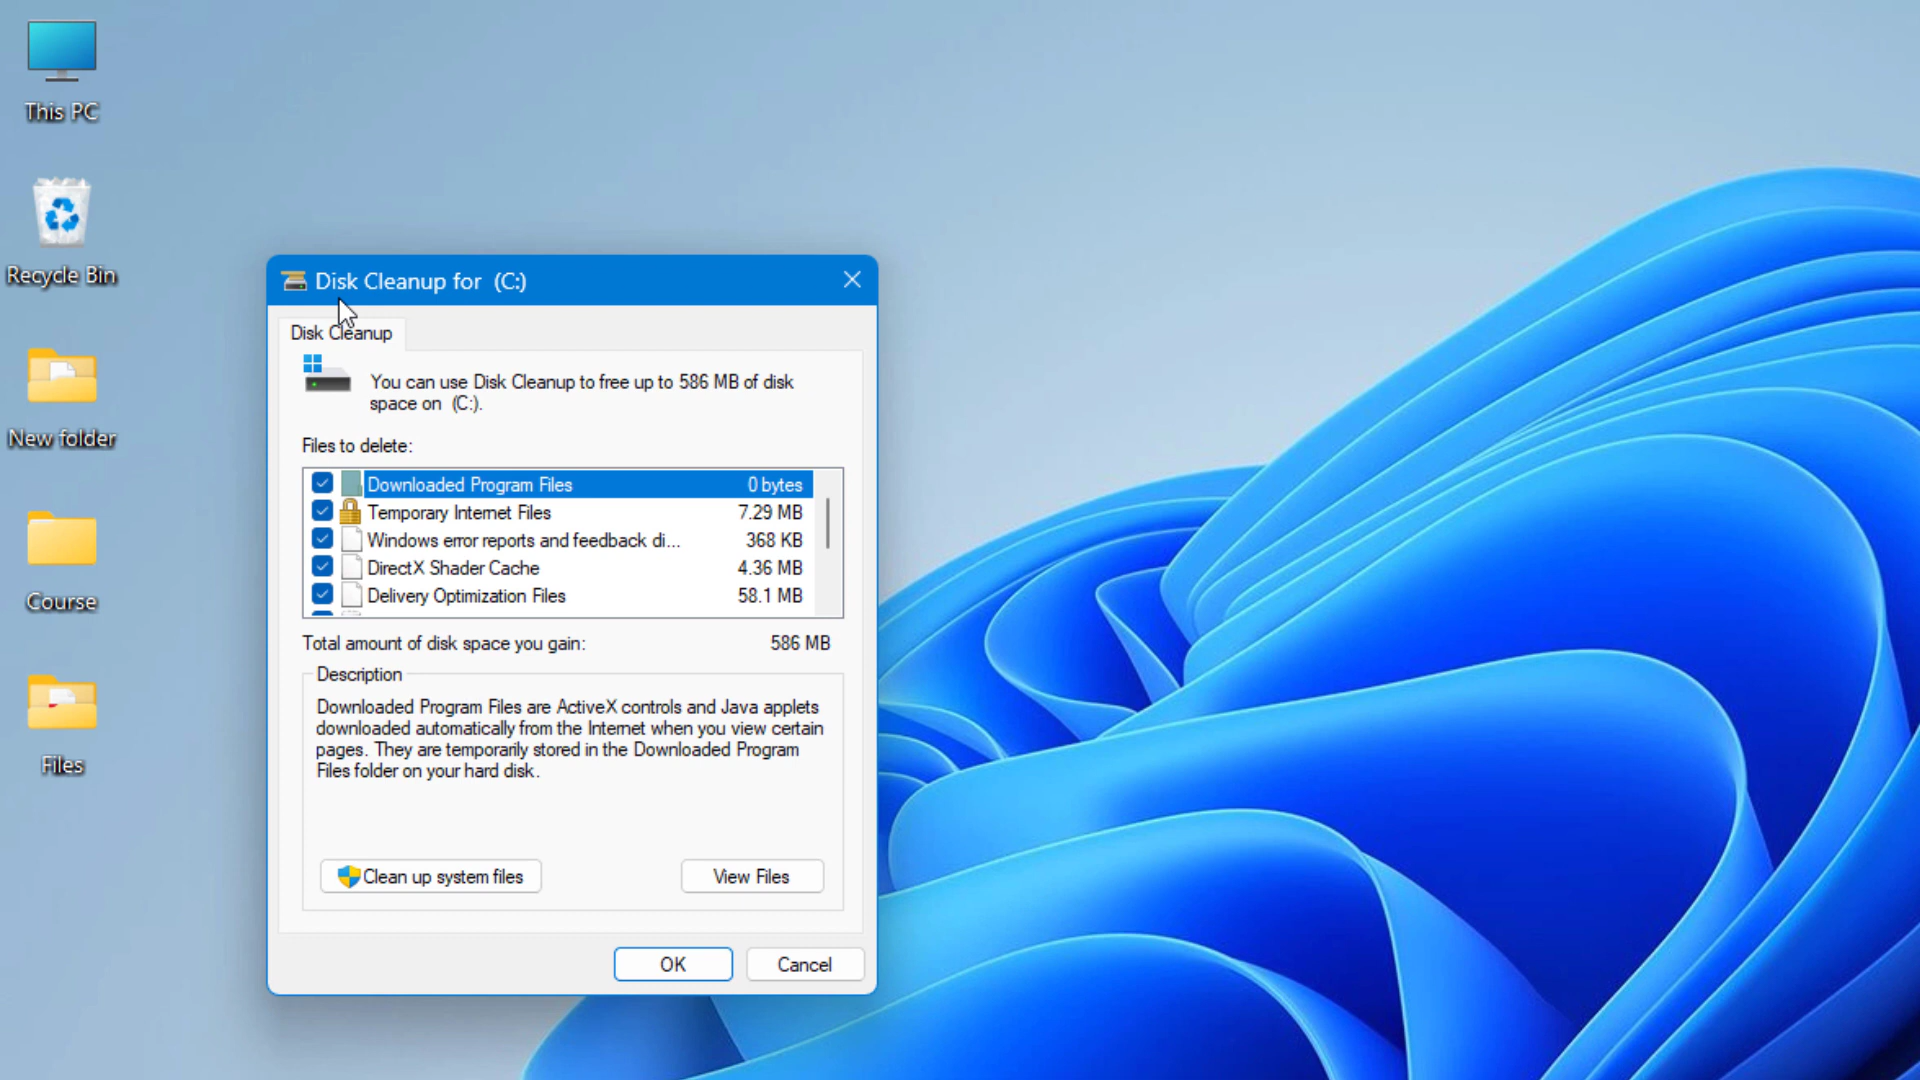 This PC
Recycle Bin
New folder
Course
Files
Disk Cleanup for (C:)
Disk Cleanup
You can use Disk Cleanup to free up to 586 MB of disk
space on (C:).
Files to delete:
Downloaded Program Files 0 bytes
Temporary Internet Files 7.29 MB
Windows error reports and feedback di... 368 KB
DirectX Shader Cache 4.36 MB
Delivery Optimization Files 58.1 MB
Total amount of disk space you gain: 586 MB
Description
Downloaded Program Files are ActiveX controls and Java applets
downloaded automatically from the Internet when you view certain
pages. They are temporarily stored in the Downloaded Program
Files folder on your hard disk.
Clean up system files
View Files
OK
Cancel